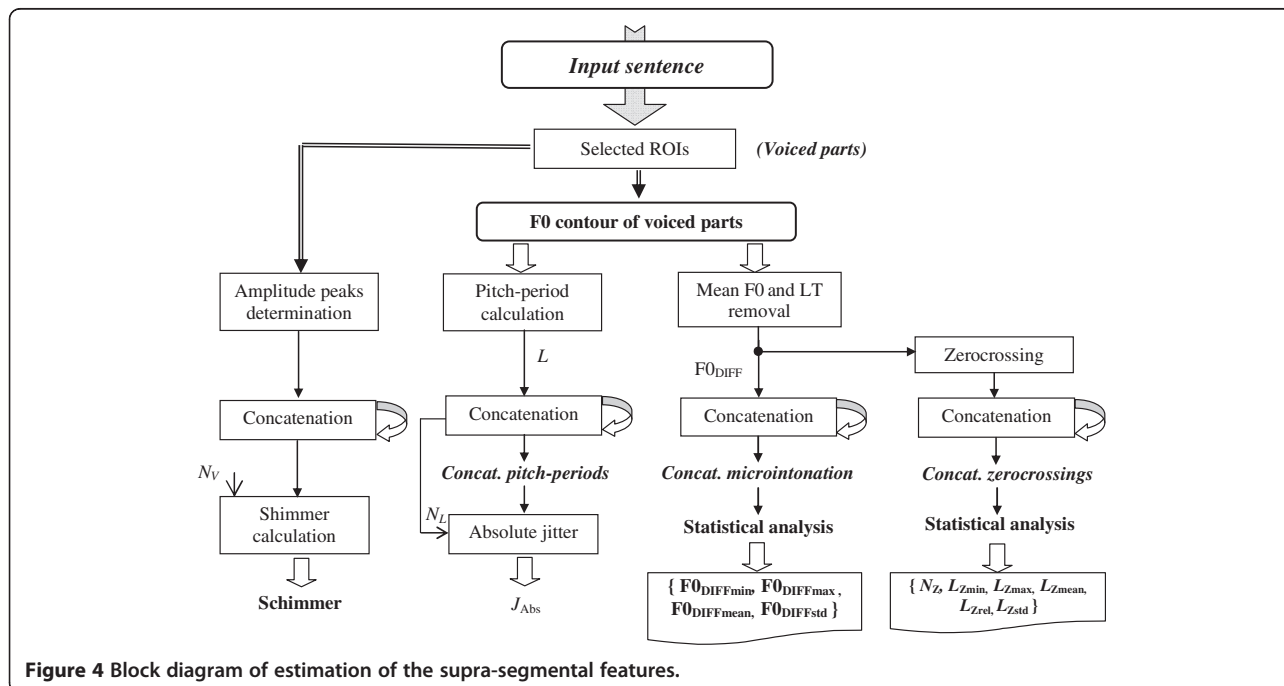 Input sentence
Selected ROIs
(Voiced parts)
F0 contour of voiced parts
Amplitude peaks
determination
Pitch-period
calculation
Mean F0 and LT
removal
L
F0DIFF
Zerocrossing
Concatenation
Concatenation
Concatenation
Concatenation
NV
Concat. pitch-periods
Concat. microintonation
Concat. zerocrossings
Shimmer
calculation
NL
Absolute jitter
Statistical analysis
Statistical analysis
Schimmer
JAbs
{ F0DIFFmin, F0DIFFmax ,
F0DIFFmean, F0DIFFstd }
{ NZ, LZmin, LZmax, LZmean,
LZrel, LZstd }
Figure 4 Block diagram of estimation of the supra-segmental features.